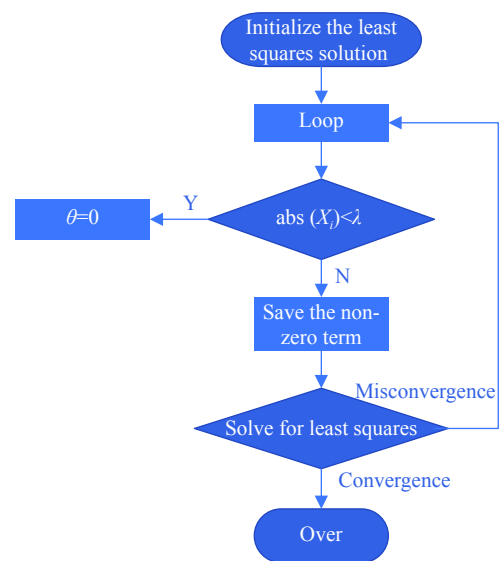 Initialize the least
squares solution
Loop
Y
θ=0
abs (Xi)<λ
N
Save the non-
zero term
Misconvergence
Solve for least squares
Convergence
Over